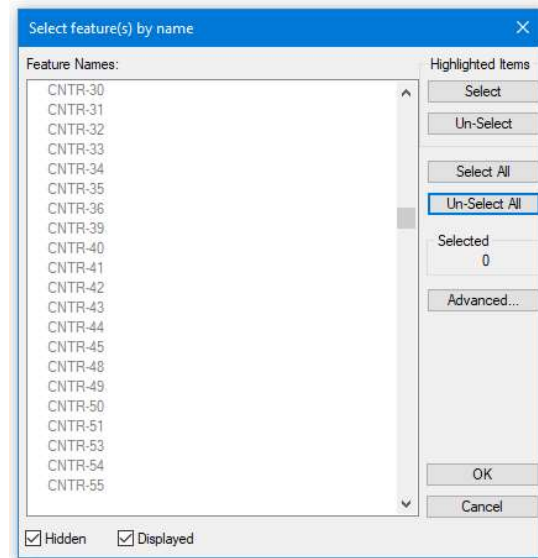 Select feature(s) by name
Feature Names:
CNTR-30
CNTR-31
CNTR-32
CNTR-33
CNTR-34
CNTR-35
CNTR-36
CNTR-39
CNTR-40
CNTR-41
CNTR-42
CNTR-43
CNTR-44
CNTR-45
CNTR-48
CNTR-49
CNTR-50
CNTR-51
CNTR-53
CNTR-54
CNTR-55
Hidden
Displayed
Highlighted Items
Select
Un-Select
Select All
Un-Select All
Selected
0
Advanced...
OK
Cancel